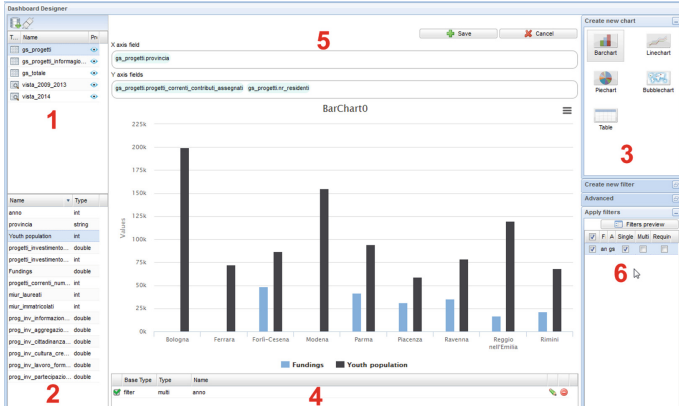 Dashboard Designer
T... Name Pr
gs_progetti
gs_progetti_informagio...
gs_totale
vista_2009_2013
vista_2014
1
Name Type
anno int
provincia string
Youth population int
progetti_investimento... double
progetti_investimento... int
Fundings double
progetti_correnti_num... int
miur_laureati int
miur_immatricolati int
prog_inv_informazion... double
prog_inv_aggregazio... double
prog_inv_cittadinanza... double
prog_inv_cultura_cre... double
prog_inv_lavoro_form... double
prog_inv_partecipazio... double
2
5
Save
Cancel
X axis field
gs_progetti.provincia
Y axis fields
gs_progetti.progetti_correnti_contributi_assegnati gs_progetti.nr_residenti
BarChart0
225k
200k
175k
150k
125k
100k
75k
50k
25k
0k
Values
Bologna Ferrara Forlì-Cesena Modena Parma Piacenza Ravenna Reggio nell'Emilia Rimini
Fundings Youth population
Base Type Type Name
filter multi anno
4
Create new chart
Barchart Linechart
Piechart Bubblechart
Table
3
Create new filter
Advanced
Apply filters
Filters preview
F A Single Multi Requir
an gs
6